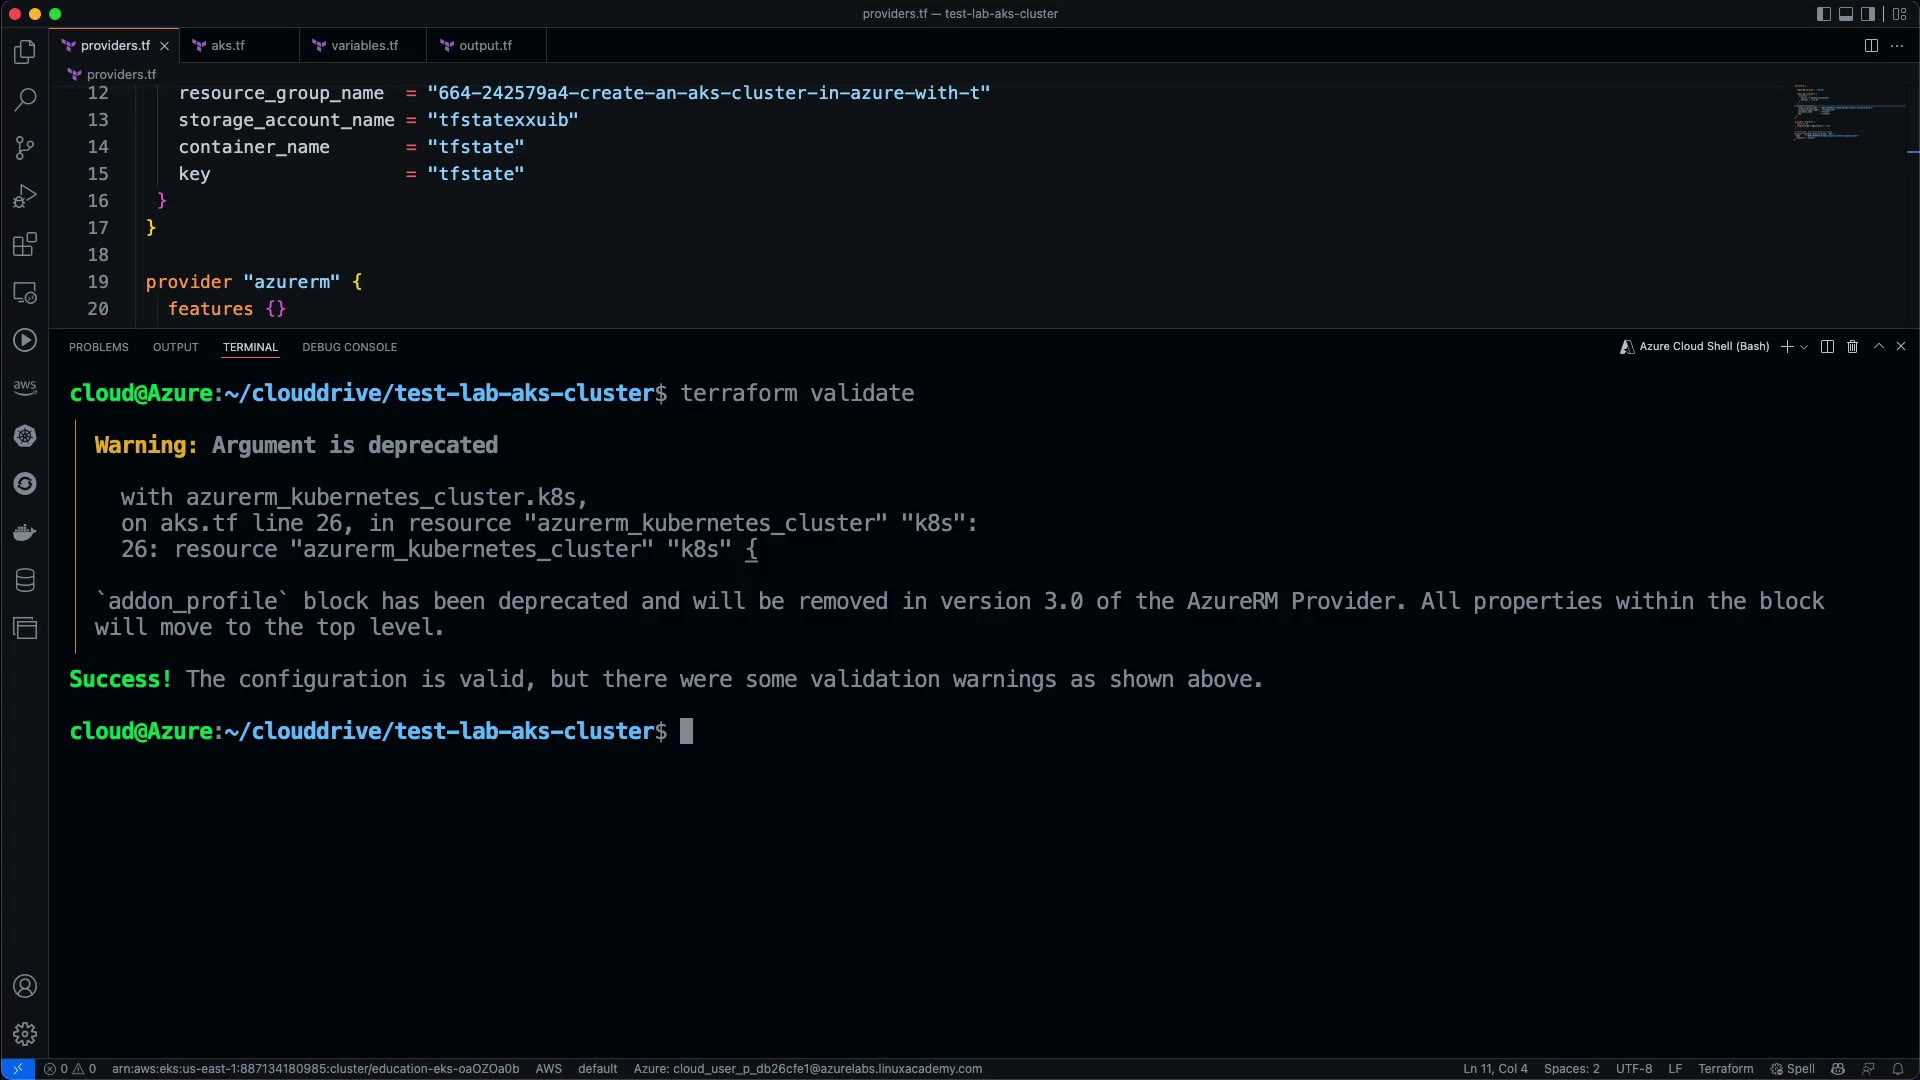 providers.tf — test-lab-aks-cluster
providers.tf
aks.tf
variables.tf
output.tf
providers.tf
12 resource_group_name = "664-242579a4-create-an-aks-cluster-in-azure-with-t"
13 storage_account_name = "tfstatexxuib"
14 container_name = "tfstate"
15 key = "tfstate"
16 }
17 }
18
19 provider "azurerm" {
20 features {}
PROBLEMS OUTPUT TERMINAL DEBUG CONSOLE
Azure Cloud Shell (Bash)
cloud@Azure:~/clouddrive/test-lab-aks-cluster$ terraform validate
Warning: Argument is deprecated
with azurerm_kubernetes_cluster.k8s,
on aks.tf line 26, in resource "azurerm_kubernetes_cluster" "k8s":
26: resource "azurerm_kubernetes_cluster" "k8s" {
`addon_profile` block has been deprecated and will be removed in version 3.0 of the AzureRM Provider. All properties within the block
will move to the top level.
Success! The configuration is valid, but there were some validation warnings as shown above.
cloud@Azure:~/clouddrive/test-lab-aks-cluster$
aws
0 0 arn:aws:eks:us-east-1:887134180985:cluster/education-eks-oaOZOa0b AWS default Azure: cloud_user_p_db26cfe1@azurelabs.linuxacademy.com Ln 11, Col 4 Spaces: 2 UTF-8 LF Terraform Spell